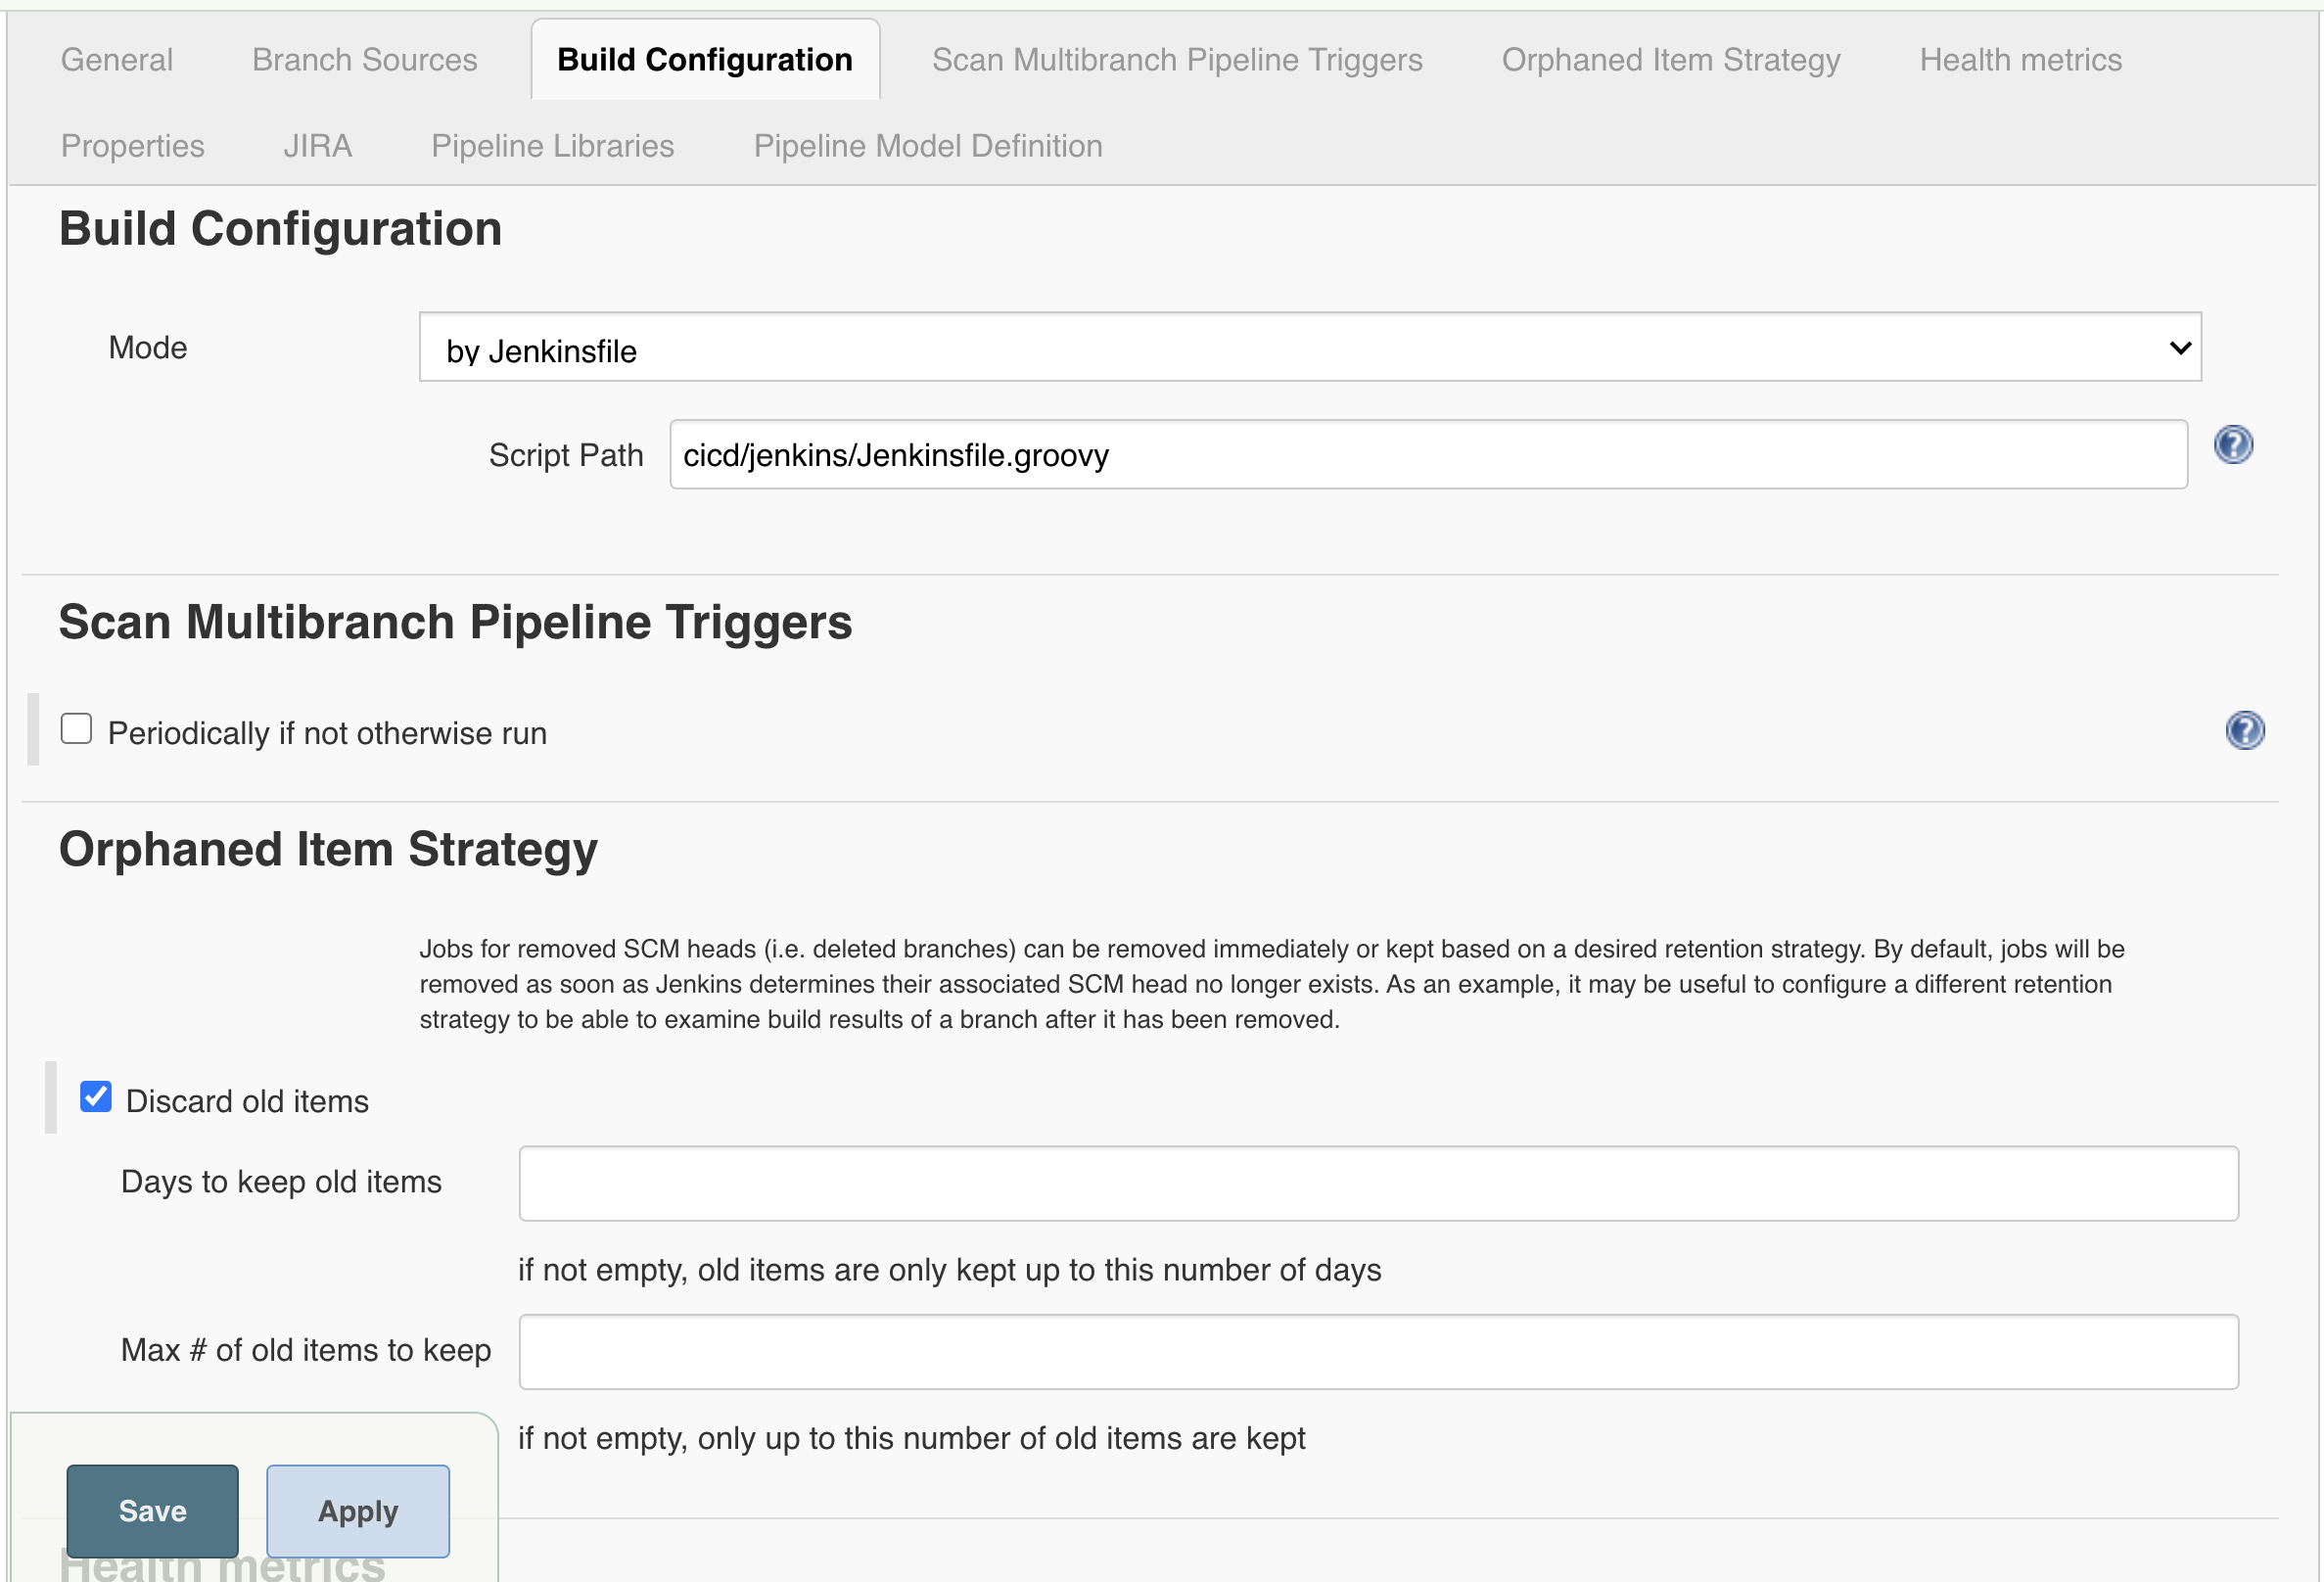 General Branch Sources Build Configuration Scan Multibranch Pipeline Triggers Orphaned Item Strategy Health metrics
Properties JIRA Pipeline Libraries Pipeline Model Definition
Build Configuration
Mode by Jenkinsfile
Script Path cicd/jenkins/Jenkinsfile.groovy
Scan Multibranch Pipeline Triggers
Periodically if not otherwise run
Orphaned Item Strategy
Jobs for removed SCM heads (i.e. deleted branches) can be removed immediately or kept based on a desired retention strategy. By default, jobs will be
removed as soon as Jenkins determines their associated SCM head no longer exists. As an example, it may be useful to configure a different retention
strategy to be able to examine build results of a branch after it has been removed.
Discard old items
Days to keep old items
if not empty, old items are only kept up to this number of days
Max # of old items to keep
if not empty, only up to this number of old items are kept
Save Apply
Health metrics